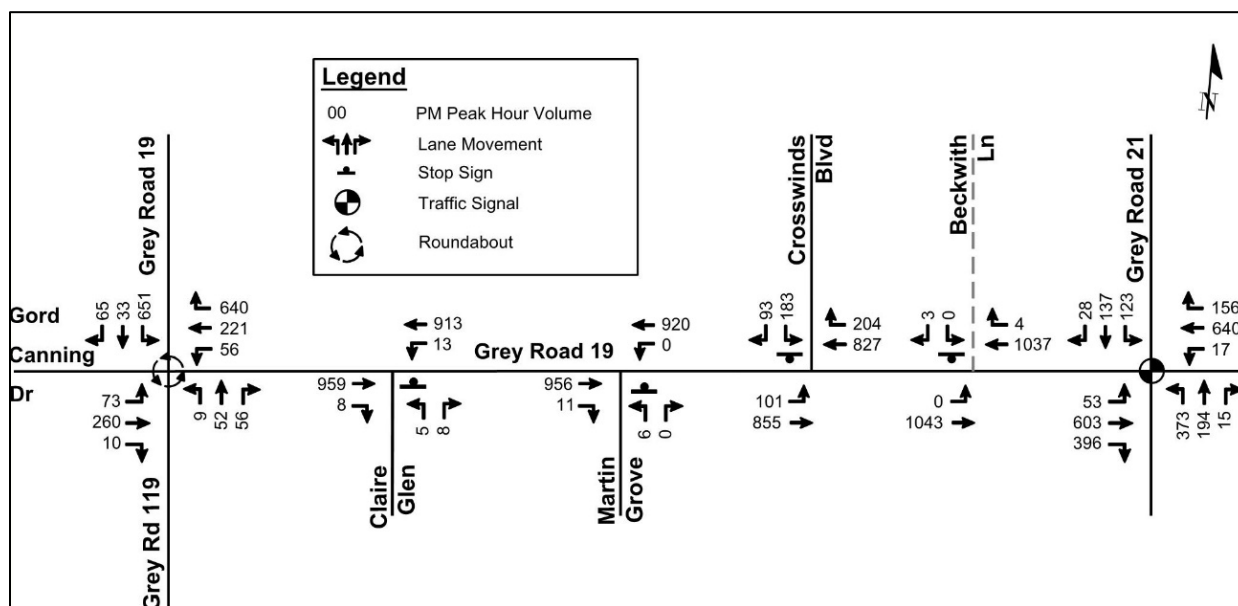 Legend
00 PM Peak Hour Volume
Lane Movement
Stop Sign
Traffic Signal
Roundabout
N
Grey Road 19
Crosswinds
Blvd
Beckwith
Ln
Grey Road 21
Gord
Canning
Dr
65
33
651
640
221
56
73
260
10
9
52
56
Grey Rd 119
913
13
959
8
5
8
Claire
Glen
Grey Road 19
920
0
956
11
6
0
Martin
Grove
93
183
204
827
101
855
3
0
4
1037
0
1043
28
137
123
156
640
17
53
603
396
373
194
15